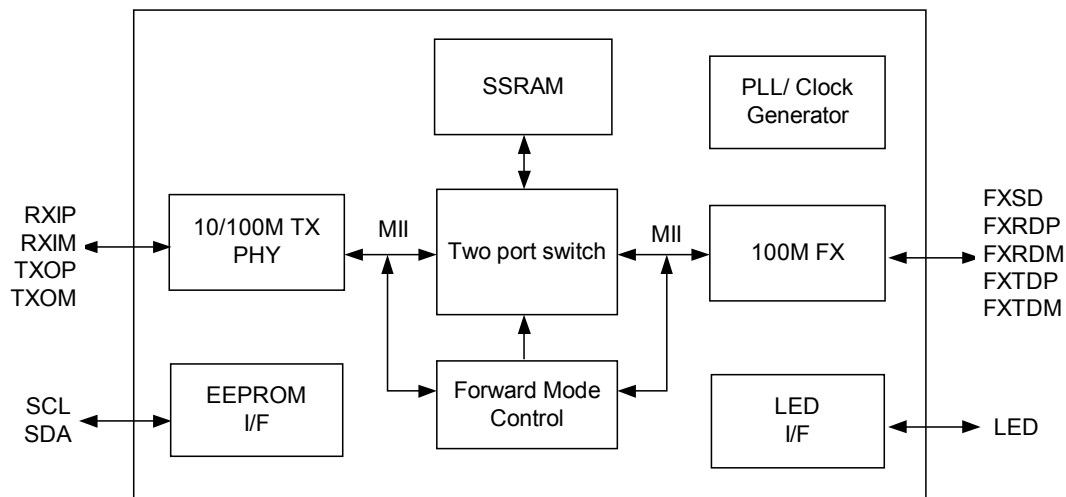 SSRAM
PLL/ Clock
Generator
RXIP
RXIM
TXOP
TXOM
10/100M TX
PHY
MII
Two port switch
MII
100M FX
FXSD
FXRDP
FXRDM
FXTDP
FXTDM
SCL
SDA
EEPROM
I/F
Forward Mode
Control
LED
I/F
LED